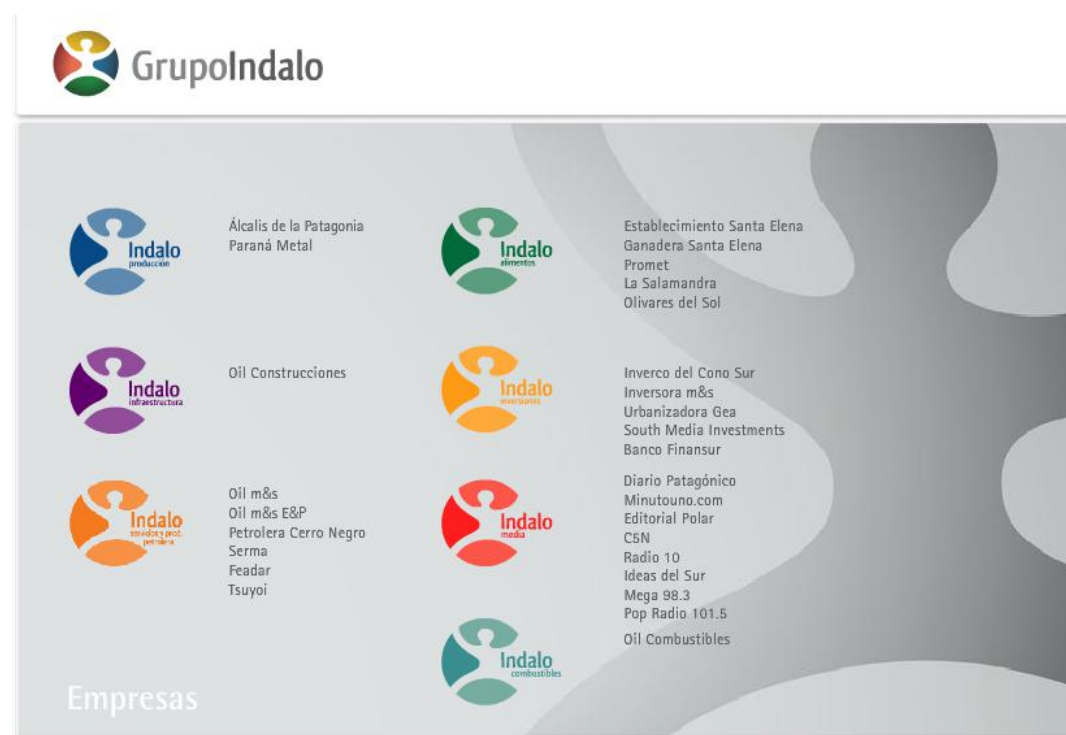 GrupoIndalo
Indalo
producción
Álcalis de la Patagonia
Paraná Metal
Indalo
alimentos
Establecimiento Santa Elena
Ganadera Santa Elena
Promet
La Salamandra
Olivares del Sol
Indalo
infraestructura
Oil Construcciones
Indalo
inversiones
Inverco del Cono Sur
Inversora m&s
Urbanizadora Gea
South Media Investments
Banco Finansur
Indalo
servicios y prod.
petrolera
Oil m&s
Oil m&s E&P
Petrolera Cerro Negro
Serma
Feadar
Tsuyoi
Indalo
media
Diario Patagónico
Minutouno.com
Editorial Polar
C5N
Radio 10
Ideas del Sur
Mega 98.3
Pop Radio 101.5
Indalo
combustibles
Oil Combustibles
Empresas